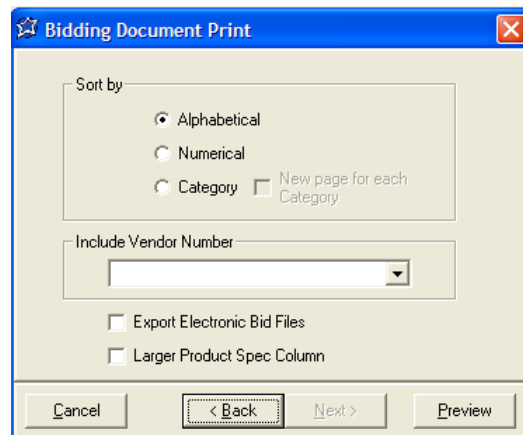 Bidding Document Print
Sort by
Alphabetical
Numerical
Category New page for each
Category
Include Vendor Number
Export Electronic Bid Files
Larger Product Spec Column
Cancel < Back Next > Preview